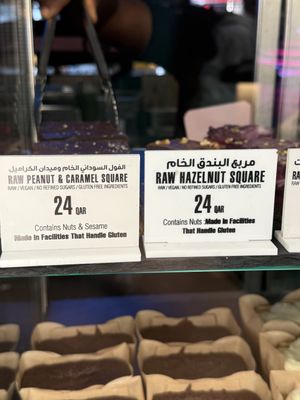 الفول السوداني الخام وميدان الكراميل
RAW PEANUT & CARAMEL SQUARE
RAW / VEGAN / NO REFINED SUGARS / GLUTEN FREE INGREDIENTS
24 QAR
Contains Nuts & Sesame
Made in Facilities That Handle Gluten
مربع البندق الخام
RAW HAZELNUT SQUARE
RAW / VEGAN / NO REFINED SUGARS / GLUTEN FREE INGREDIENTS
24 QAR
Contains Nuts :Made in Facilities
That Handle Gluten